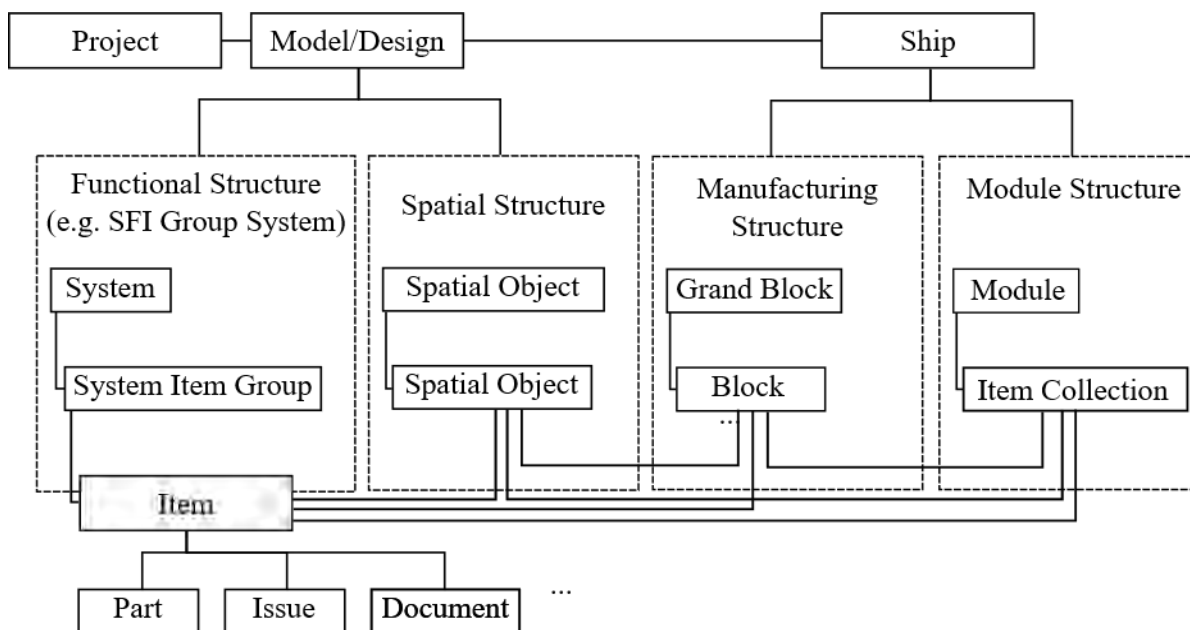 Project
Model/Design
Ship
Functional Structure
(e.g. SFI Group System)
Spatial Structure
Manufacturing
Structure
Module Structure
System
Spatial Object
Grand Block
Module
System Item Group
Spatial Object
Block
...
Item Collection
Item
Part
Issue
Document
...